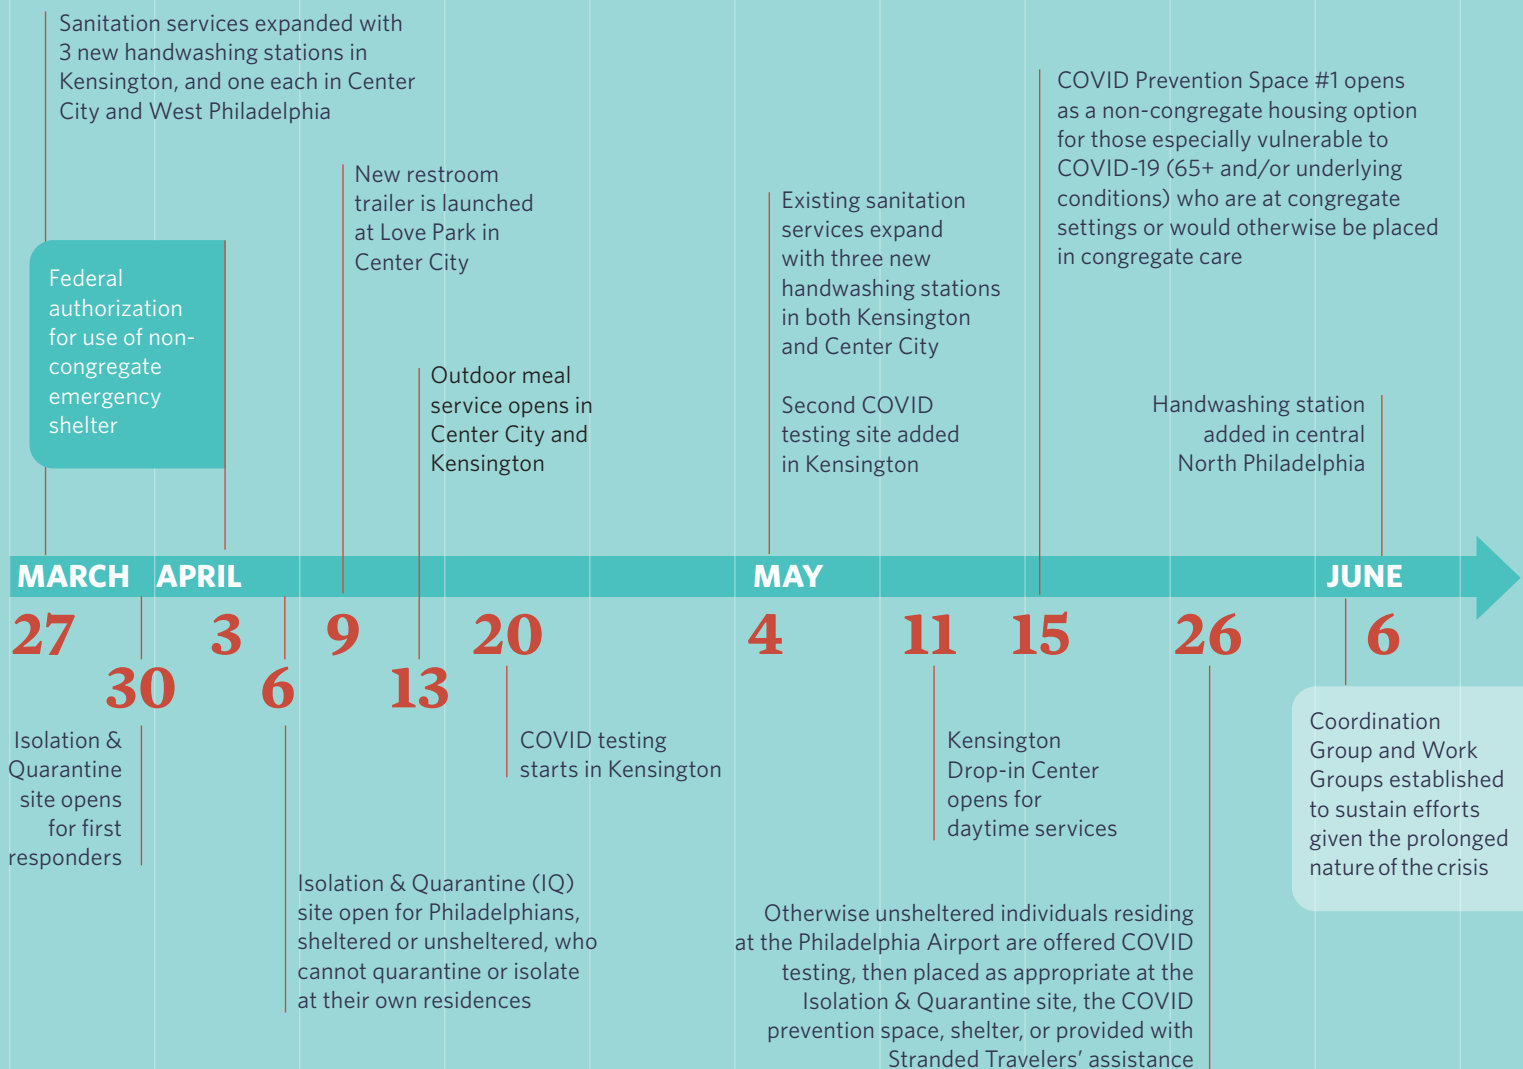 Sanitation services expanded with
3 new handwashing stations in
Kensington, and one each in Center
City and West Philadelphia
Federal
authorization
for use of non-
congregate
emergency
shelter
New restroom
trailer is launched
at Love Park in
Center City
Outdoor meal
service opens in
Center City and
Kensington
Existing sanitation
services expand
with three new
handwashing stations
in both Kensington
and Center City
Second COVID
testing site added
in Kensington
COVID Prevention Space #1 opens
as a non-congregate housing option
for those especially vulnerable to
COVID-19 (65+ and/or underlying
conditions) who are at congregate
settings or would otherwise be placed
in congregate care
Handwashing station
added in central
North Philadelphia
MARCH APRIL MAY JUNE
27 3 9 20 4 11 15 26 6
30 6 13
Isolation &
Quarantine
site opens
for first
responders
Isolation & Quarantine (IQ)
site open for Philadelphians,
sheltered or unsheltered, who
cannot quarantine or isolate
at their own residences
COVID testing
starts in Kensington
Kensington
Drop-in Center
opens for
daytime services
Otherwise unsheltered individuals residing
at the Philadelphia Airport are offered COVID
testing, then placed as appropriate at the
Isolation & Quarantine site, the COVID
prevention space, shelter, or provided with
Stranded Travelers' assistance
Coordination
Group and Work
Groups established
to sustain efforts
given the prolonged
nature of the crisis